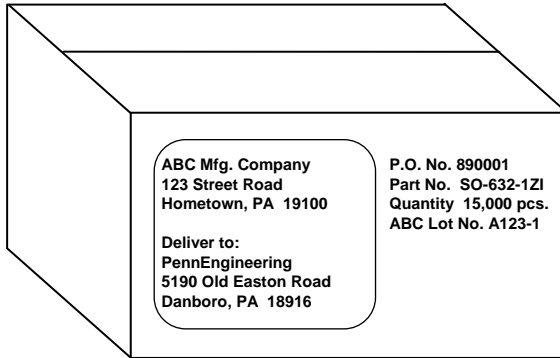 ABC Mfg. Company
123 Street Road
Hometown, PA 19100
Deliver to:
PennEngineering
5190 Old Easton Road
Danboro, PA 18916
P.O. No. 890001
Part No. SO-632-1ZI
Quantity 15,000 pcs.
ABC Lot No. A123-1